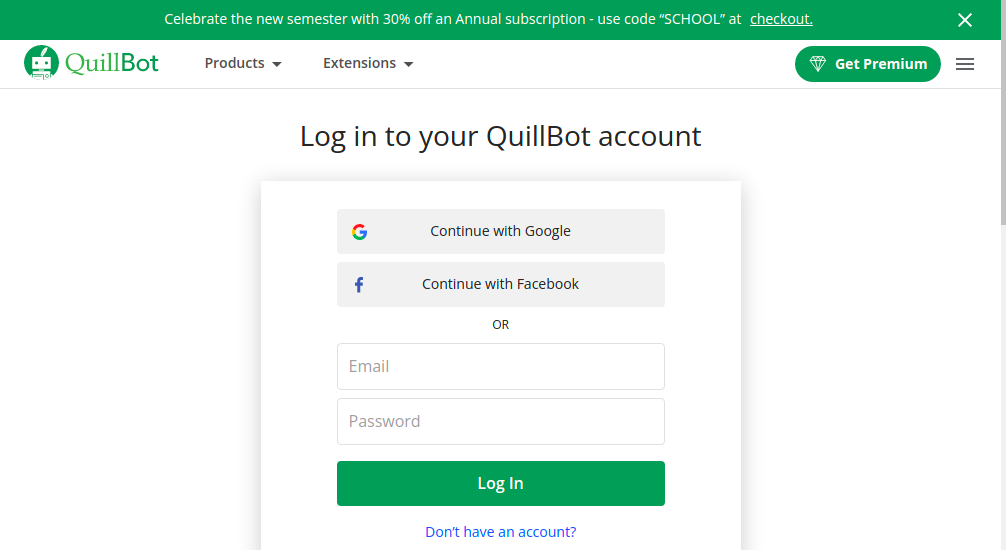 Celebrate the new semester with 30% off an Annual subscription - use code “SCHOOL” at checkout.
QuillBot
Products
Extensions
Get Premium
Log in to your QuillBot account
Continue with Google
Continue with Facebook
OR
Email
Password
Log In
Don’t have an account?